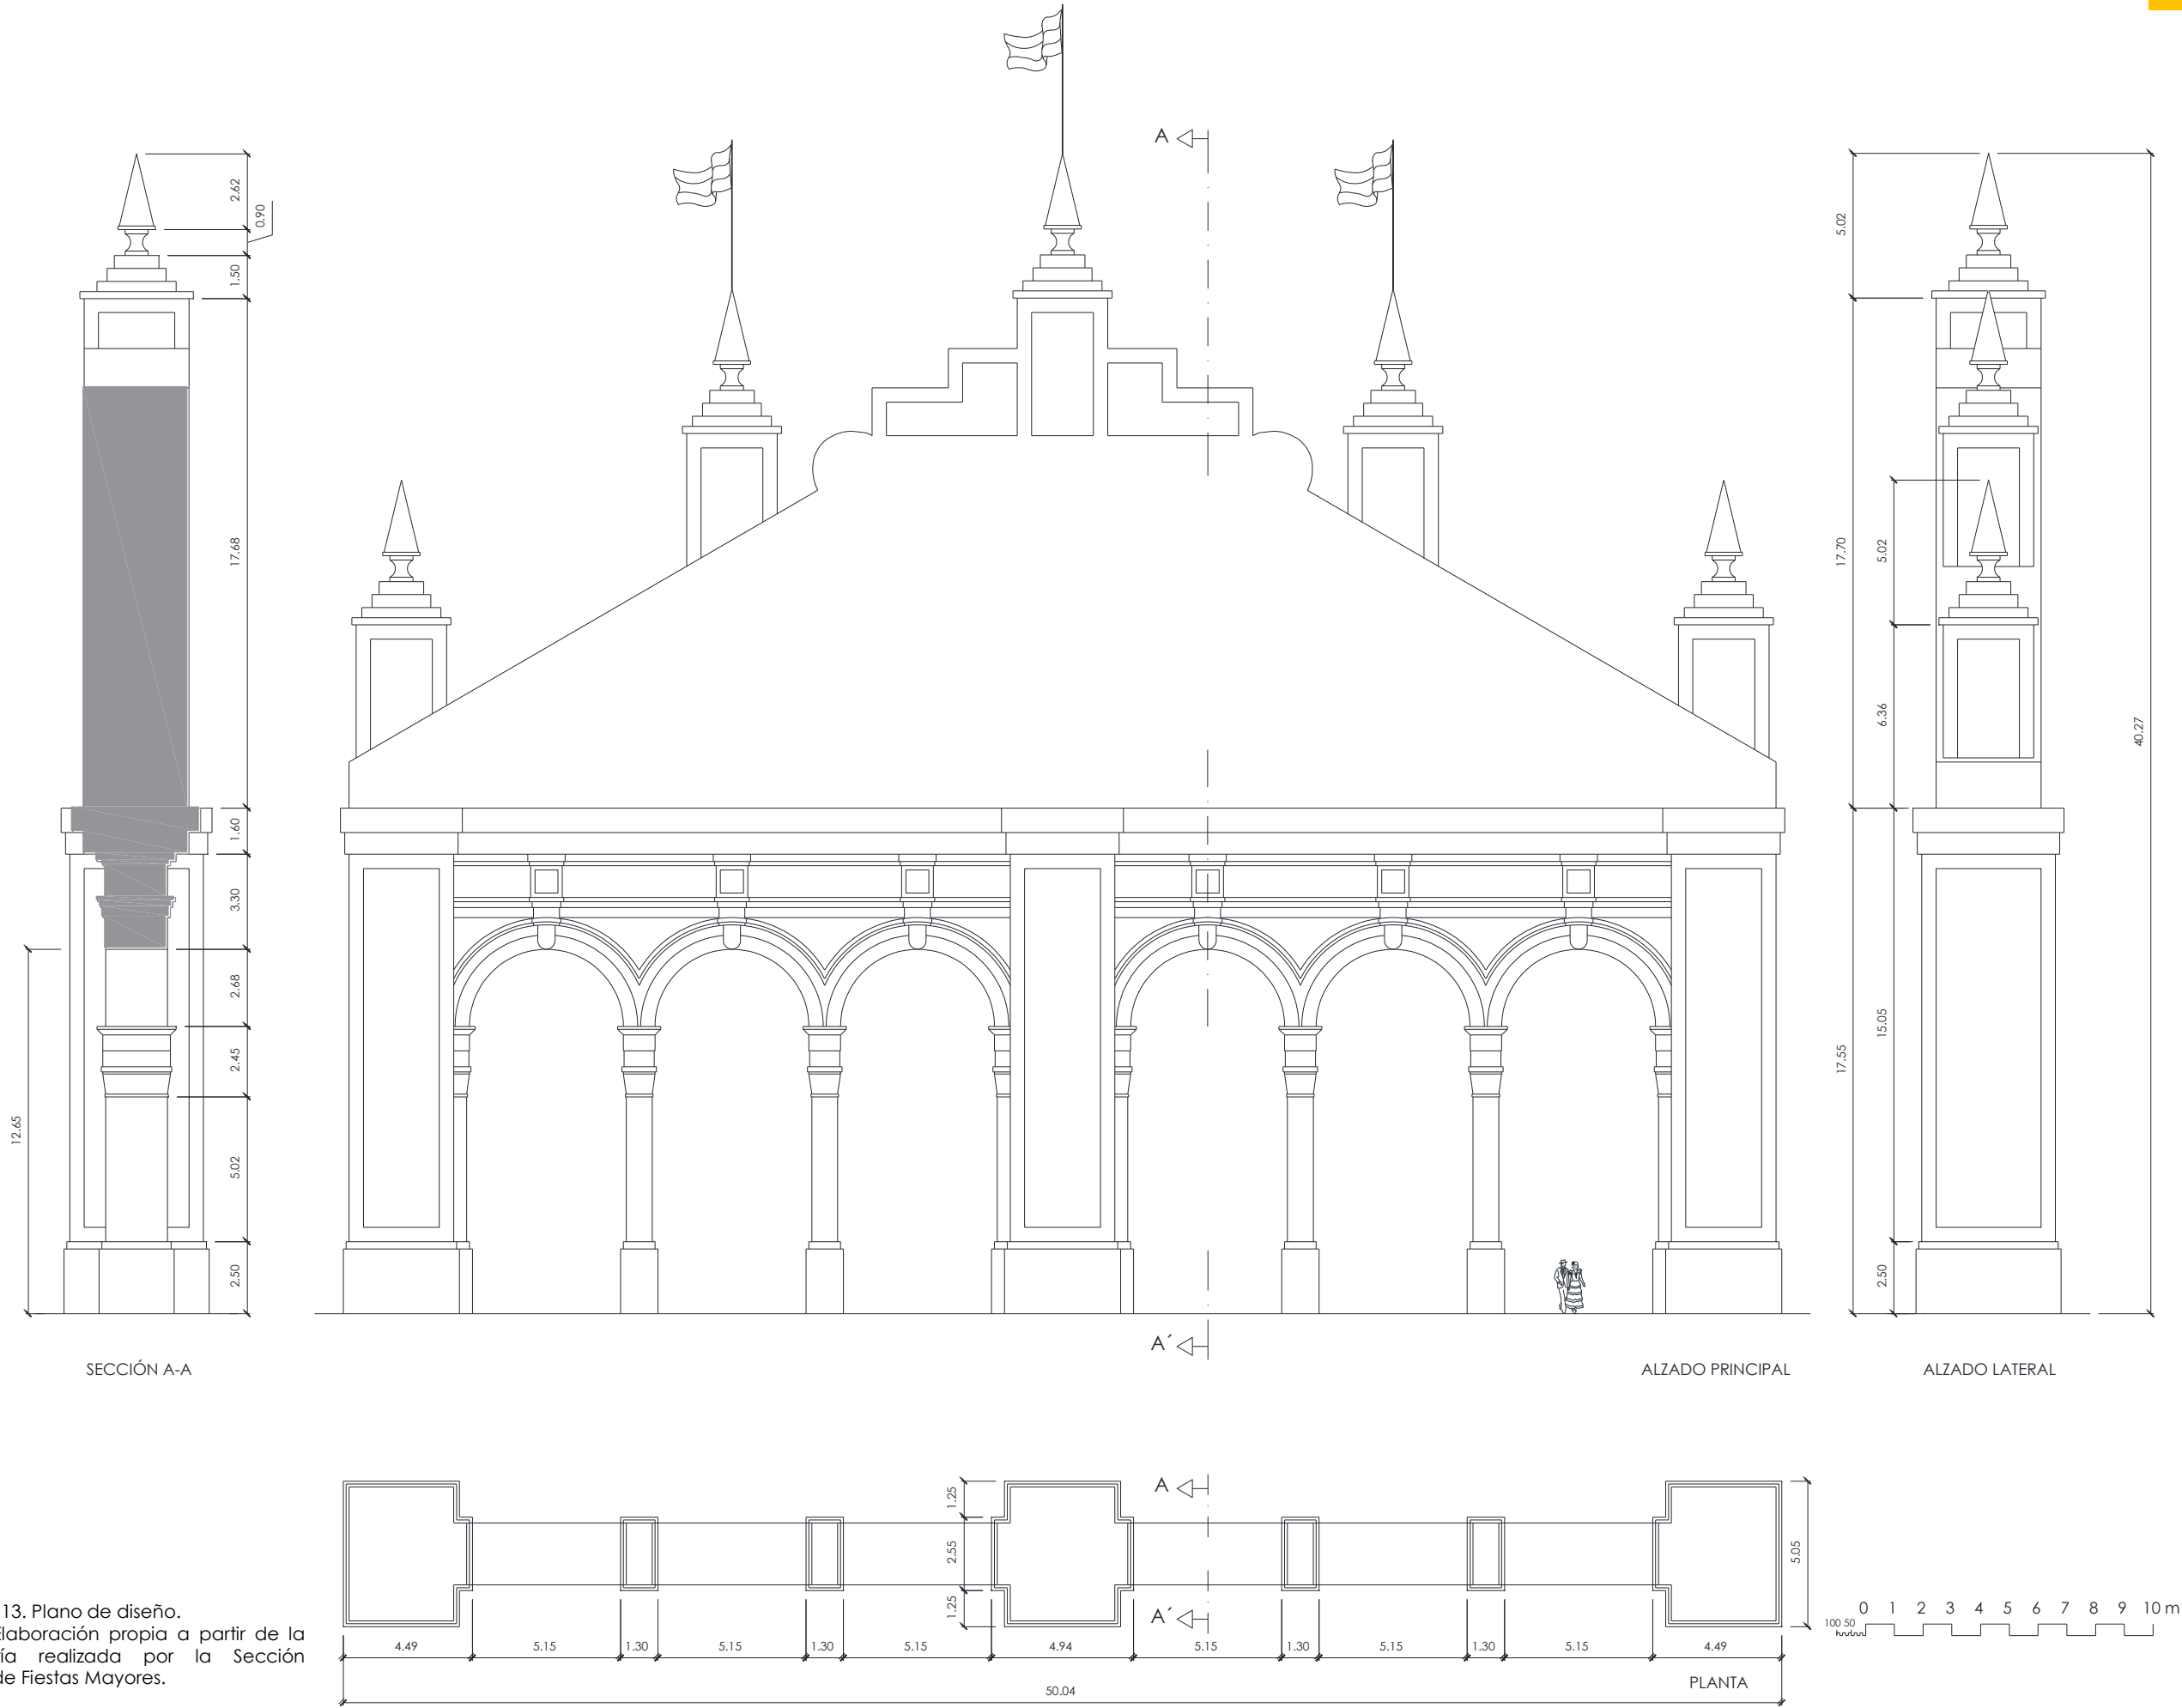 A
2.62
0.90
1.50
17.68
1.60
3.30
2.68
2.45
5.02
2.50
12.65
A´
SECCIÓN A-A
ALZADO PRINCIPAL
5.02
17.70
5.02
6.36
40.27
15.05
17.55
2.50
ALZADO LATERAL
A
1.25
2.55
1.25
A´
5.05
4.49 5.15 1.30 5.15 1.30 5.15 4.94 5.15 1.30 5.15 1.30 5.15 4.49
PLANTA
50.04
100 50 0 1 2 3 4 5 6 7 8 9 10 m
13. Plano de diseño.
laboración propia a partir de la
ía realizada por la Sección
de Fiestas Mayores.